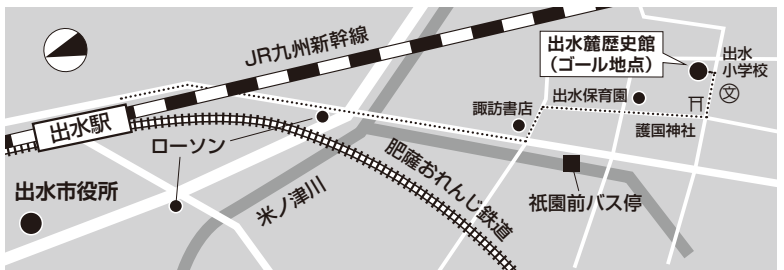 JR九州新幹線
出水麓歴史館
(ゴール地点)
出水
小学校
文
出水保育園
諏訪書店
護国神社
出水駅
ローソン
肥薩おれんじ鉄道
米ノ津川
祇園前バス停
出水市役所